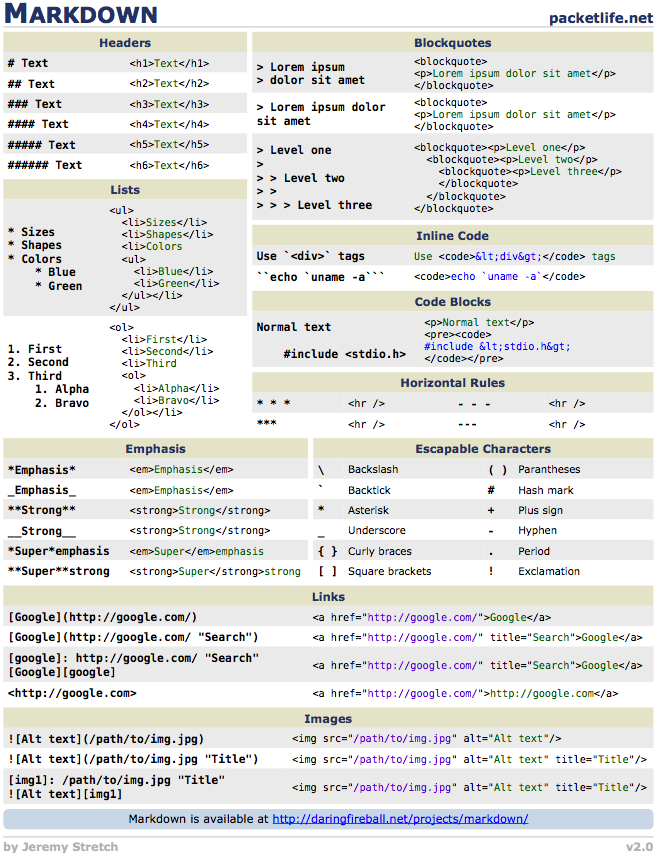 MARKDOWN
packetlife.net
Headers
# Text <h1>Text</h1>
## Text <h2>Text</h2>
### Text <h3>Text</h3>
#### Text <h4>Text</h4>
##### Text <h5>Text</h5>
###### Text <h6>Text</h6>
Lists
* Sizes
* Shapes
* Colors
    * Blue
    * Green
<ul>
  <li>Sizes</li>
  <li>Shapes</li>
  <li>Colors
  <ul>
    <li>Blue</li>
    <li>Green</li>
  </ul></li>
</ul>
1. First
2. Second
3. Third
    1. Alpha
    2. Bravo
<ol>
  <li>First</li>
  <li>Second</li>
  <li>Third
  <ol>
    <li>Alpha</li>
    <li>Bravo</li>
  </ol></li>
</ol>
Blockquotes
> Lorem ipsum
> dolor sit amet
<blockquote>
<p>Lorem ipsum dolor sit amet</p>
</blockquote>
> Lorem ipsum dolor
sit amet
<blockquote>
<p>Lorem ipsum dolor sit amet</p>
</blockquote>
> Level one
>
> > Level two
> >
> > > Level three
<blockquote><p>Level one</p>
  <blockquote><p>Level two</p>
    <blockquote><p>Level three</p>
    </blockquote>
  </blockquote>
</blockquote>
Inline Code
Use `<div>` tags Use <code>&lt;div&gt;</code> tags
``echo `uname -a``` <code>echo `uname -a`</code>
Code Blocks
Normal text

    #include <stdio.h>
<p>Normal text</p>
<pre><code>
#include &lt;stdio.h&gt;
</code></pre>
Horizontal Rules
* * * <hr /> - - - <hr />
*** <hr /> --- <hr />
Emphasis
*Emphasis* <em>Emphasis</em>
_Emphasis_ <em>Emphasis</em>
**Strong** <strong>Strong</strong>
__Strong__ <strong>Strong</strong>
*Super*emphasis <em>Super</em>emphasis
**Super**strong <strong>Super</strong>strong
Escapable Characters
\ Backslash ( ) Parantheses
` Backtick # Hash mark
* Asterisk + Plus sign
_ Underscore - Hyphen
{ } Curly braces . Period
[ ] Square brackets ! Exclamation
Links
[Google](http://google.com/) <a href="http://google.com/">Google</a>
[Google](http://google.com/ "Search") <a href="http://google.com/" title="Search">Google</a>
[google]: http://google.com/ "Search"
[Google][google]
<a href="http://google.com/" title="Search">Google</a>
<http://google.com> <a href="http://google.com/">http://google.com</a>
Images
![Alt text](/path/to/img.jpg) <img src="/path/to/img.jpg" alt="Alt text"/>
![Alt text](/path/to/img.jpg "Title") <img src="/path/to/img.jpg" alt="Alt text" title="Title"/>
[img1]: /path/to/img.jpg "Title"
![Alt text][img1]
<img src="/path/to/img.jpg" alt="Alt text" title="Title"/>
Markdown is available at http://daringfireball.net/projects/markdown/
by Jeremy Stretch
v2.0